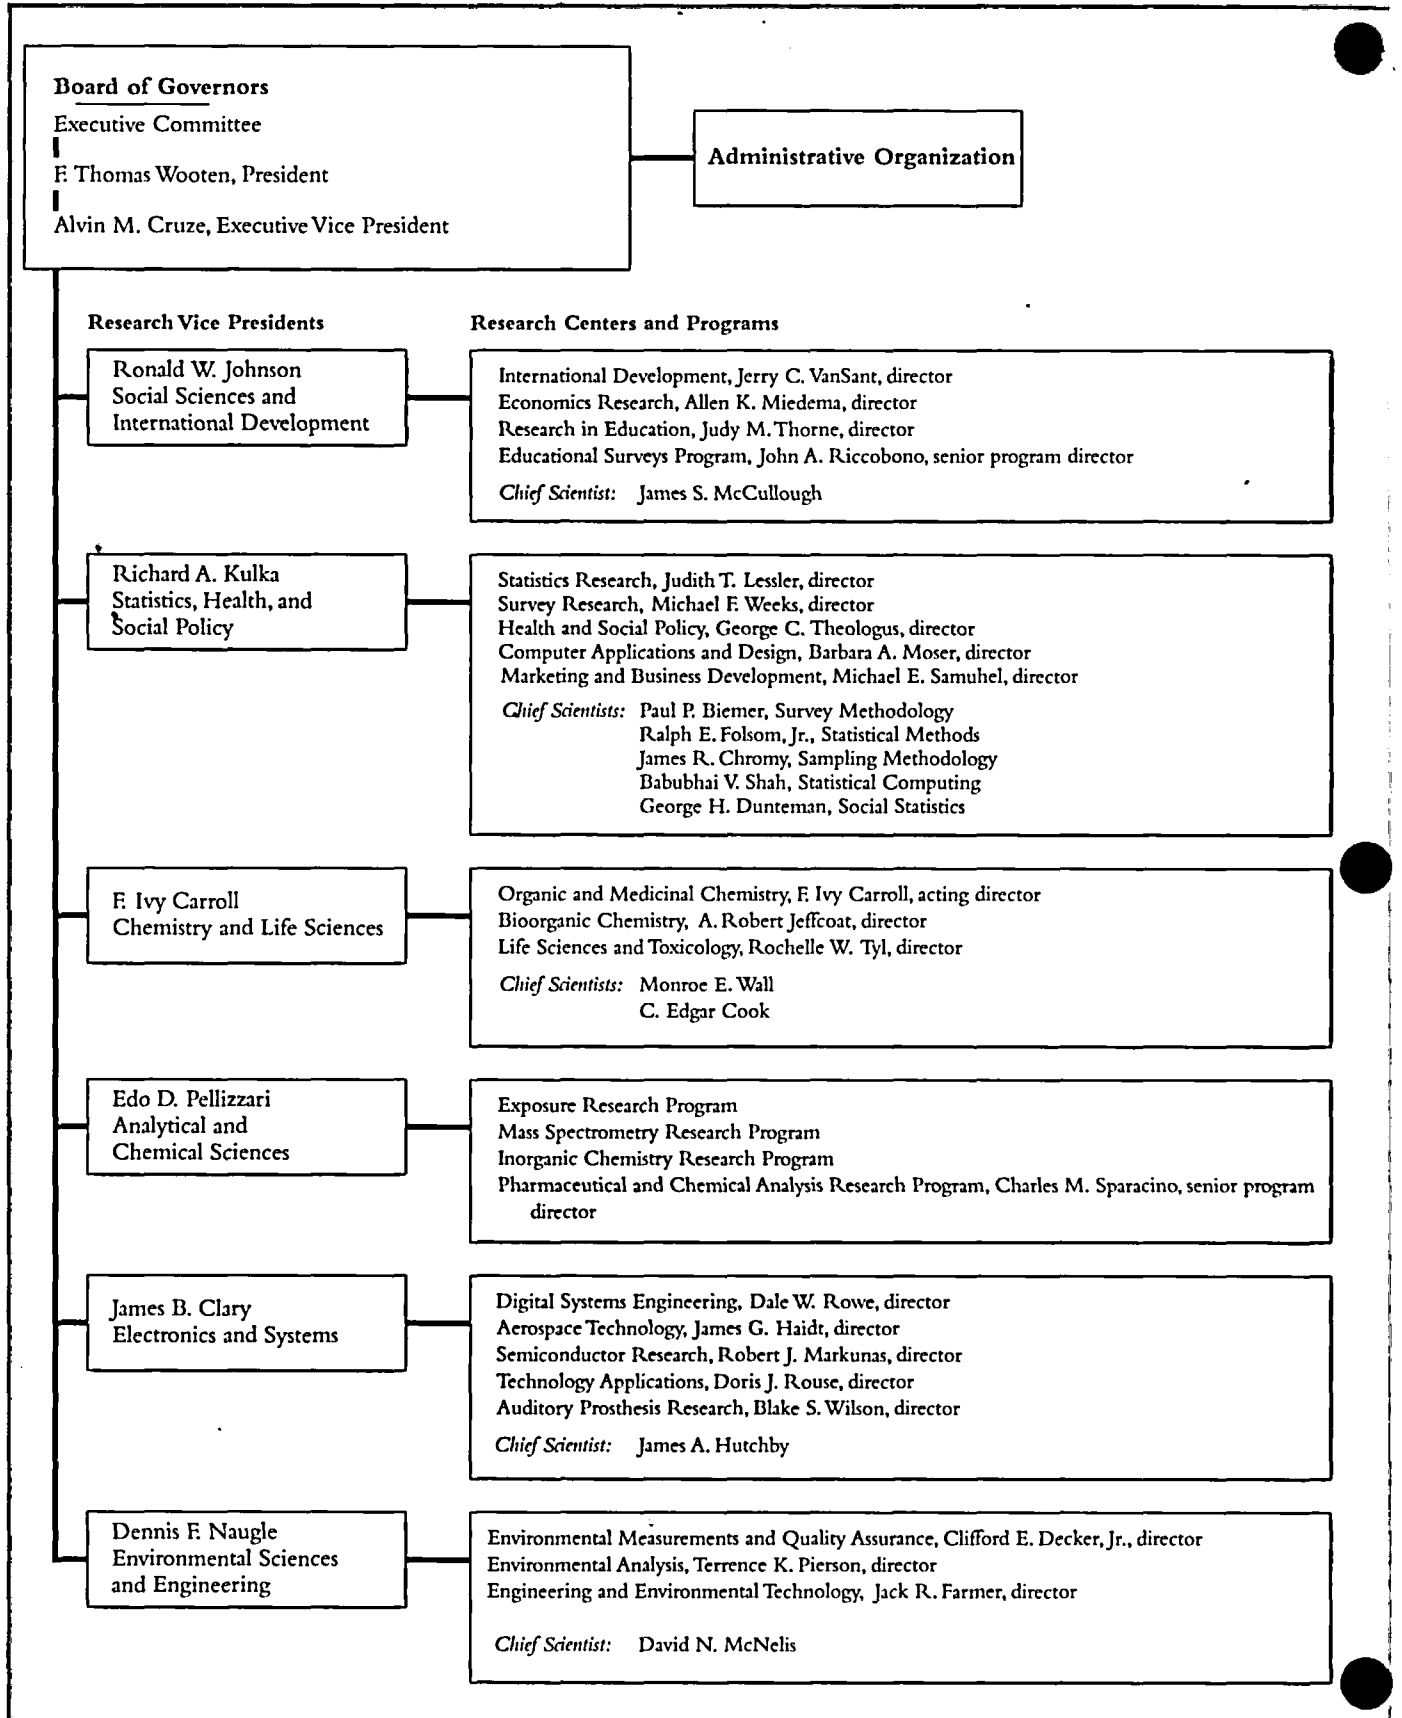 Board of Governors
Executive Committee
F. Thomas Wooten, President
Alvin M. Cruze, Executive Vice President
Administrative Organization
Research Vice Presidents
Research Centers and Programs
Ronald W. Johnson
Social Sciences and
International Development
International Development, Jerry C. VanSant, director
Economics Research, Allen K. Miedema, director
Research in Education, Judy M. Thorne, director
Educational Surveys Program, John A. Riccobono, senior program director
Chief Scientist: James S. McCullough
Richard A. Kulka
Statistics, Health, and
Social Policy
Statistics Research, Judith T. Lessler, director
Survey Research, Michael F. Weeks, director
Health and Social Policy, George C. Theologus, director
Computer Applications and Design, Barbara A. Moser, director
Marketing and Business Development, Michael E. Samuhel, director
Chief Scientists: Paul P. Biemer, Survey Methodology
Ralph E. Folsom, Jr., Statistical Methods
James R. Chromy, Sampling Methodology
Babubhai V. Shah, Statistical Computing
George H. Dunteman, Social Statistics
F. Ivy Carroll
Chemistry and Life Sciences
Organic and Medicinal Chemistry, F. Ivy Carroll, acting director
Bioorganic Chemistry, A. Robert Jeffcoat, director
Life Sciences and Toxicology, Rochelle W. Tyl, director
Chief Scientists: Monroe E. Wall
C. Edgar Cook
Edo D. Pellizzari
Analytical and
Chemical Sciences
Exposure Research Program
Mass Spectrometry Research Program
Inorganic Chemistry Research Program
Pharmaceutical and Chemical Analysis Research Program, Charles M. Sparacino, senior program
director
James B. Clary
Electronics and Systems
Digital Systems Engineering, Dale W. Rowe, director
Aerospace Technology, James G. Haidt, director
Semiconductor Research, Robert J. Markunas, director
Technology Applications, Doris J. Rouse, director
Auditory Prosthesis Research, Blake S. Wilson, director
Chief Scientist: James A. Hutchby
Dennis F. Naugle
Environmental Sciences
and Engineering
Environmental Measurements and Quality Assurance, Clifford E. Decker, Jr., director
Environmental Analysis, Terrence K. Pierson, director
Engineering and Environmental Technology, Jack R. Farmer, director
Chief Scientist: David N. McNelis